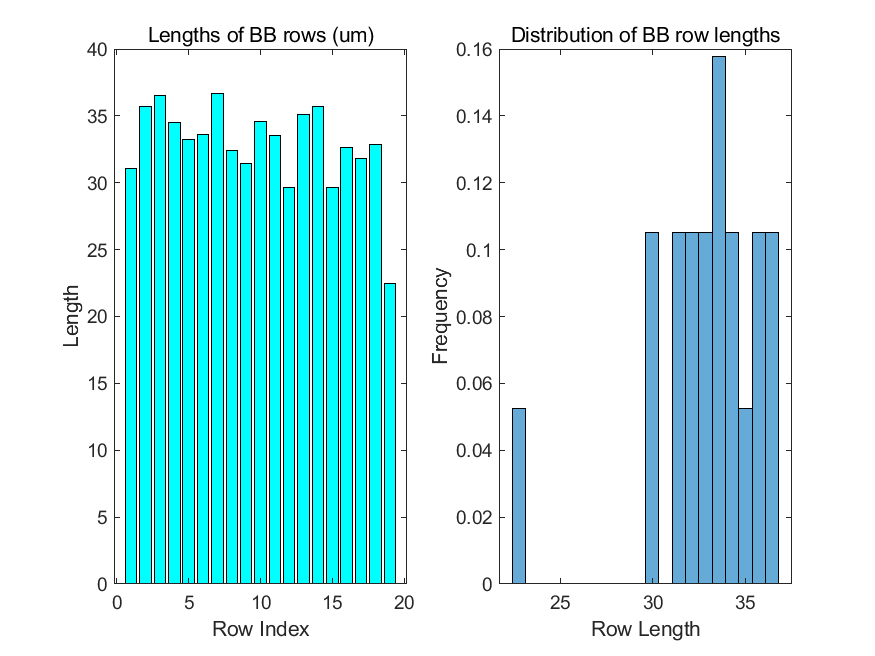 Lengths of BB rows (um)
40
35
30
25
20
15
10
5
0
Length
0 5 10 15 20
Row Index
Distribution of BB row lengths
0.16
0.14
0.12
0.1
0.08
0.06
0.04
0.02
0
Frequency
25 30 35
Row Length